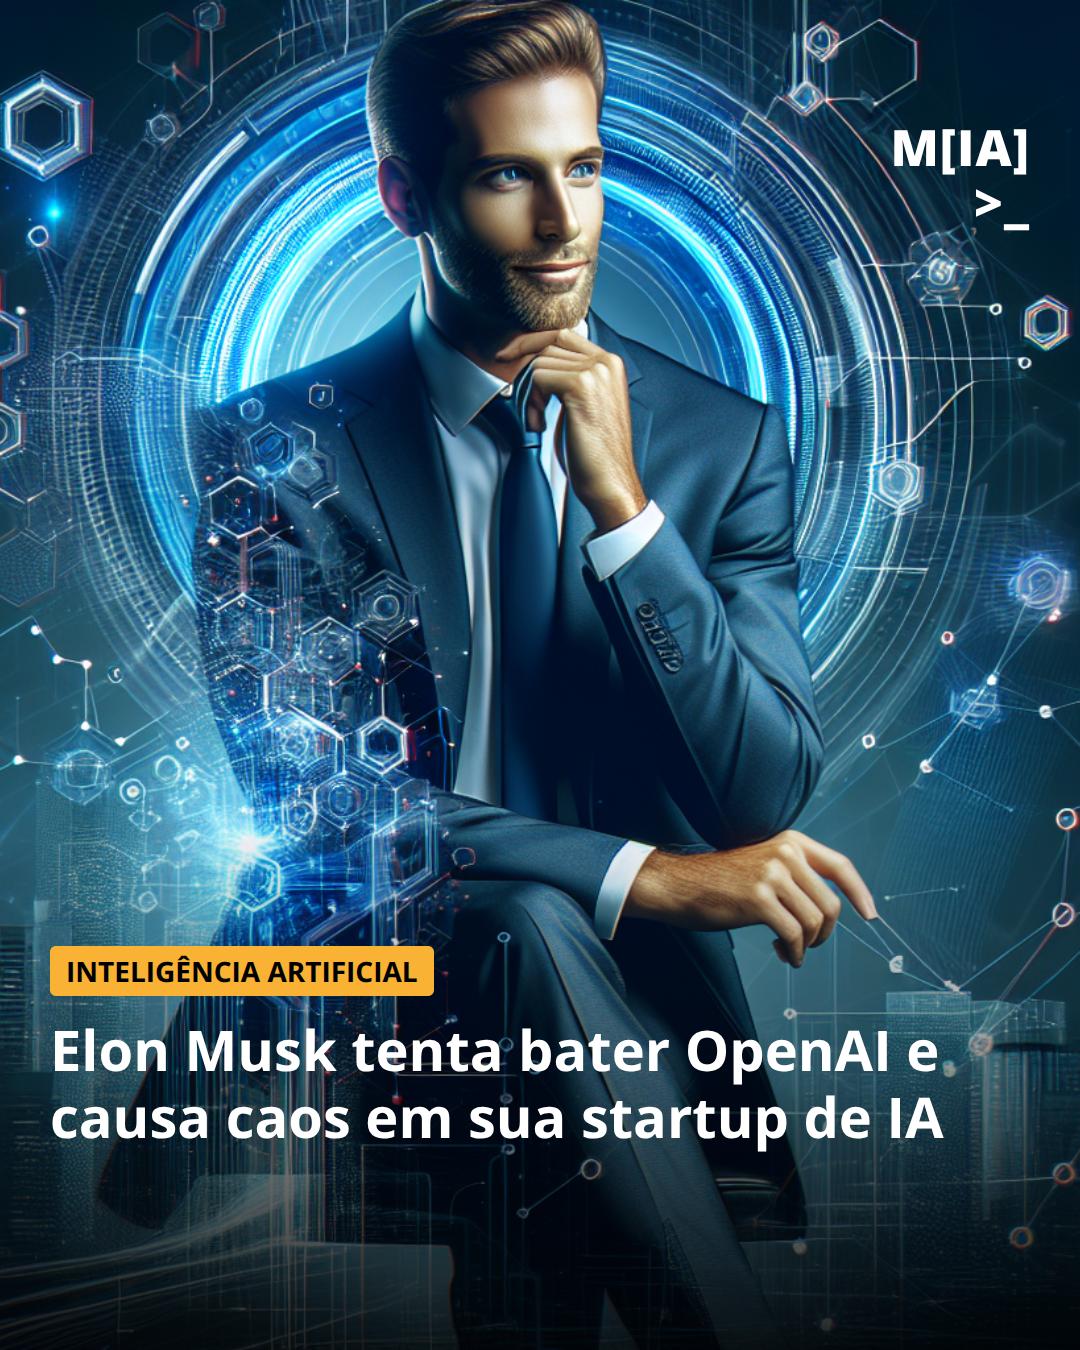 M[IA]
>_
INTELIGÊNCIA ARTIFICIAL
Elon Musk tenta bater OpenAI e
causa caos em sua startup de IA